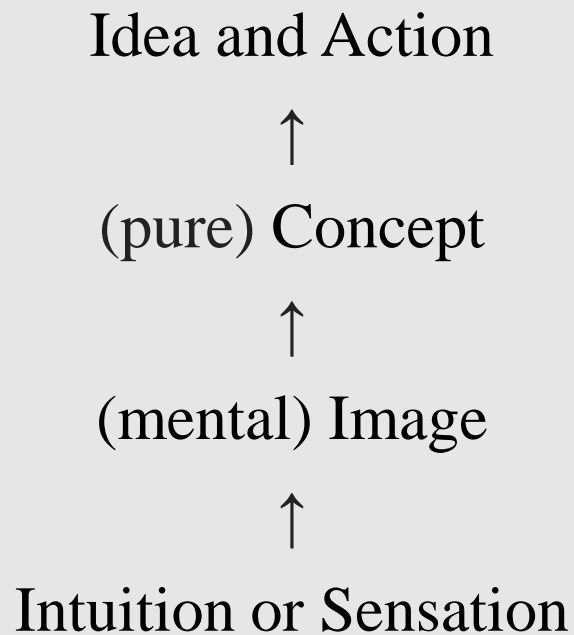 Idea and Action
↑
(pure) Concept
↑
(mental) Image
↑
Intuition or Sensation